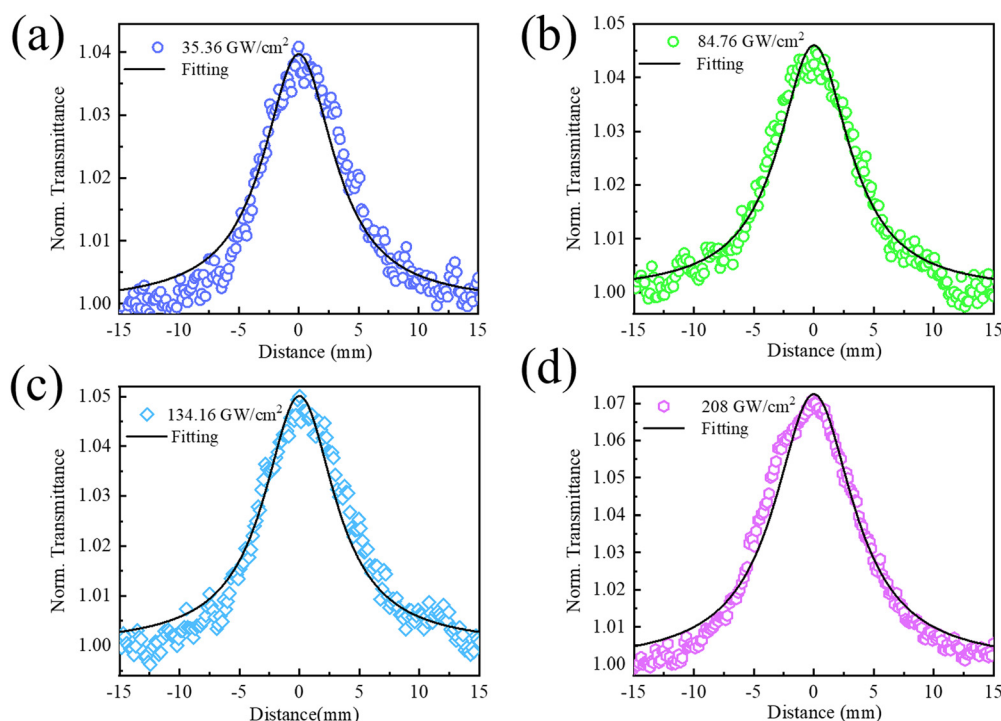 (a)
35.36 GW/cm²
Fitting
Norm. Transmittance
1.04
1.03
1.02
1.01
1.00
-15 -10 -5 0 5 10 15
Distance (mm)
(b)
84.76 GW/cm²
Fitting
Norm. Transmittance
1.05
1.04
1.03
1.02
1.01
1.00
-15 -10 -5 0 5 10 15
Distance (mm)
(c)
134.16 GW/cm²
Fitting
Norm. Transmittance
1.05
1.04
1.03
1.02
1.01
1.00
-15 -10 -5 0 5 10 15
Distance(mm)
(d)
208 GW/cm²
Fitting
Norm. Transmittance
1.07
1.06
1.05
1.04
1.03
1.02
1.01
1.00
-15 -10 -5 0 5 10 15
Distance (mm)